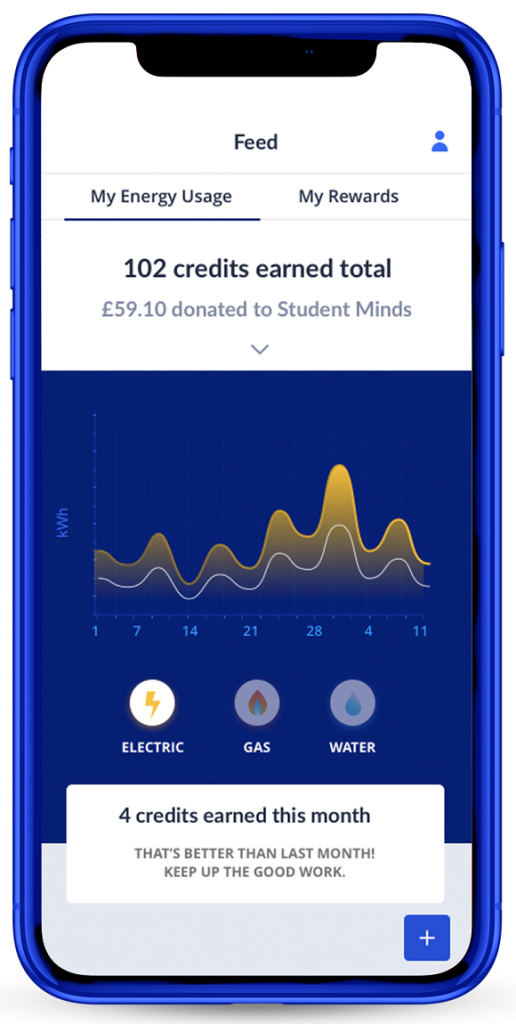 Feed
My Energy Usage
My Rewards
102 credits earned total
£59.10 donated to Student Minds
kWh
1 7 14 21 28 4 11
ELECTRIC GAS WATER
4 credits earned this month
THAT'S BETTER THAN LAST MONTH!
KEEP UP THE GOOD WORK.
+